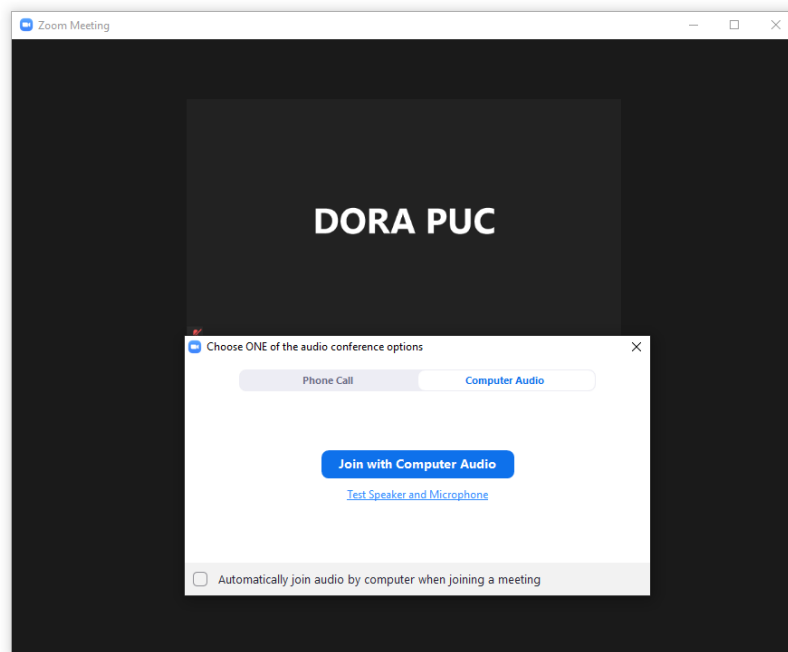 Zoom Meeting
DORA PUC
Choose ONE of the audio conference options
Phone Call
Computer Audio
Join with Computer Audio
Test Speaker and Microphone
Automatically join audio by computer when joining a meeting